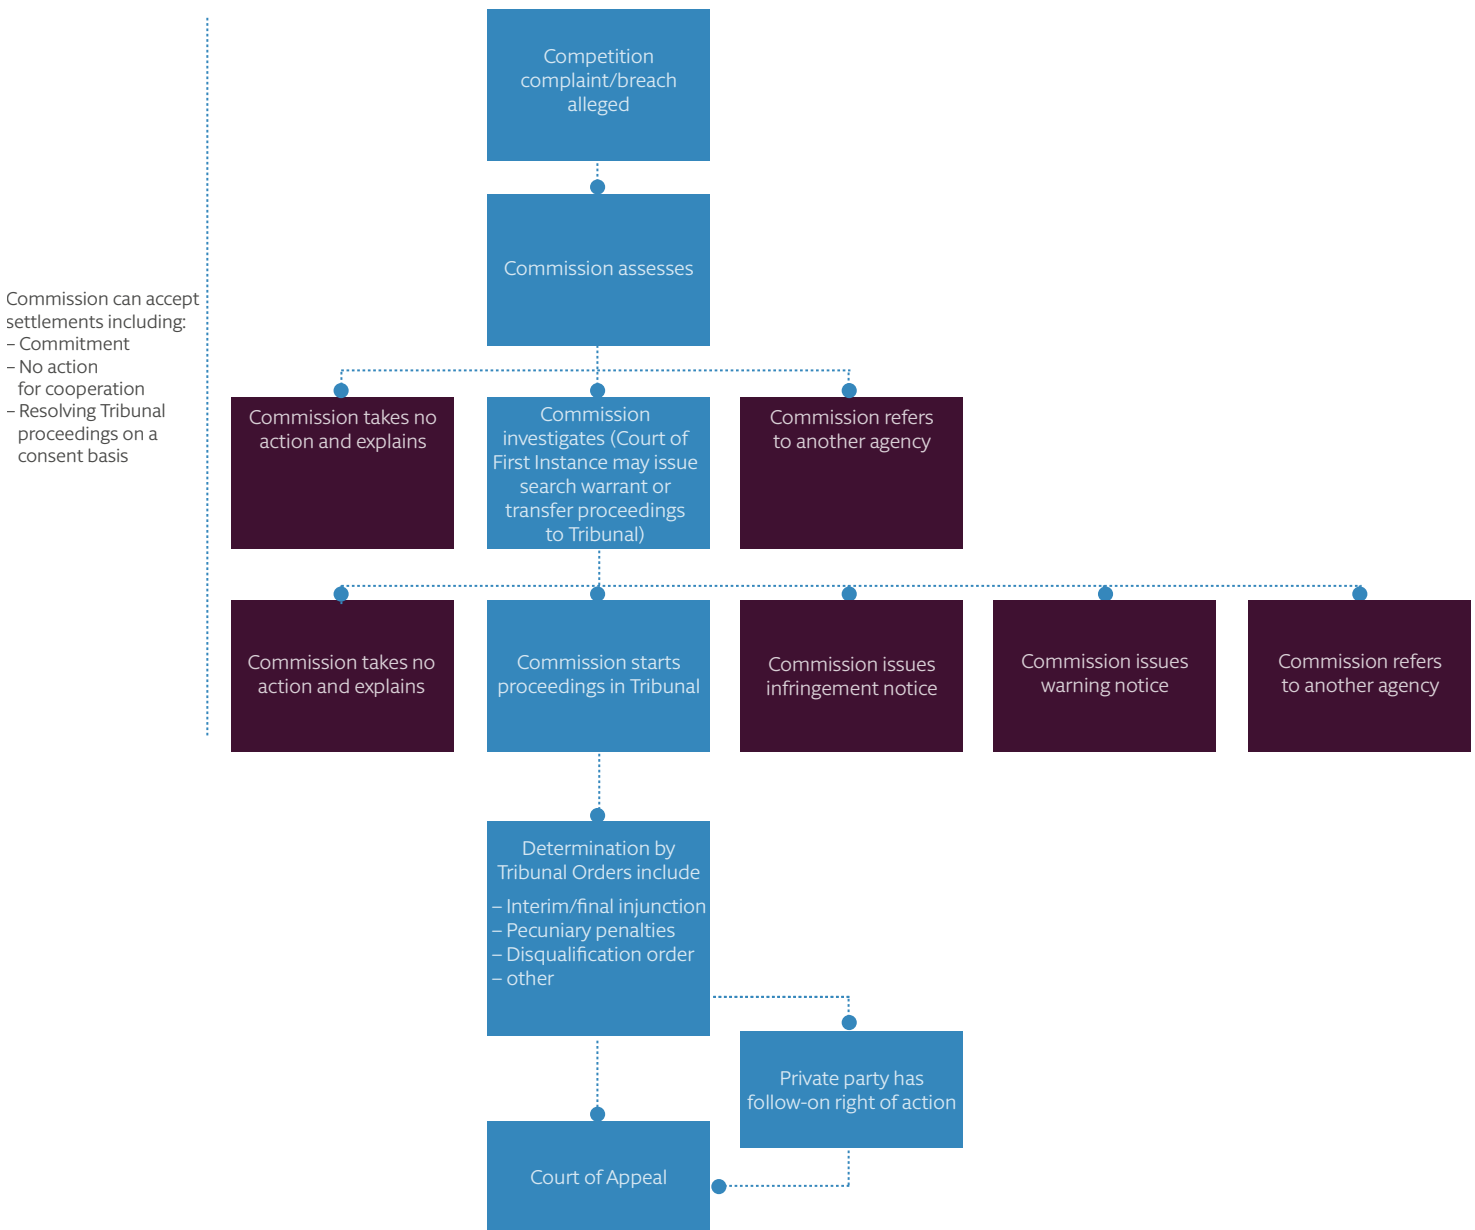 Competition
complaint/breach
alleged
Commission assesses
Commission can accept
settlements including:
– Commitment
– No action
for cooperation
– Resolving Tribunal
proceedings on a
consent basis
Commission takes no
action and explains
Commission
investigates (Court of
First Instance may issue
search warrant or
transfer proceedings
to Tribunal)
Commission refers
to another agency
Commission takes no
action and explains
Commission starts
proceedings in Tribunal
Commission issues
infringement notice
Commission issues
warning notice
Commission refers
to another agency
Determination by
Tribunal Orders include
– Interim/final injunction
– Pecuniary penalties
– Disqualification order
– other
Private party has
follow-on right of action
Court of Appeal